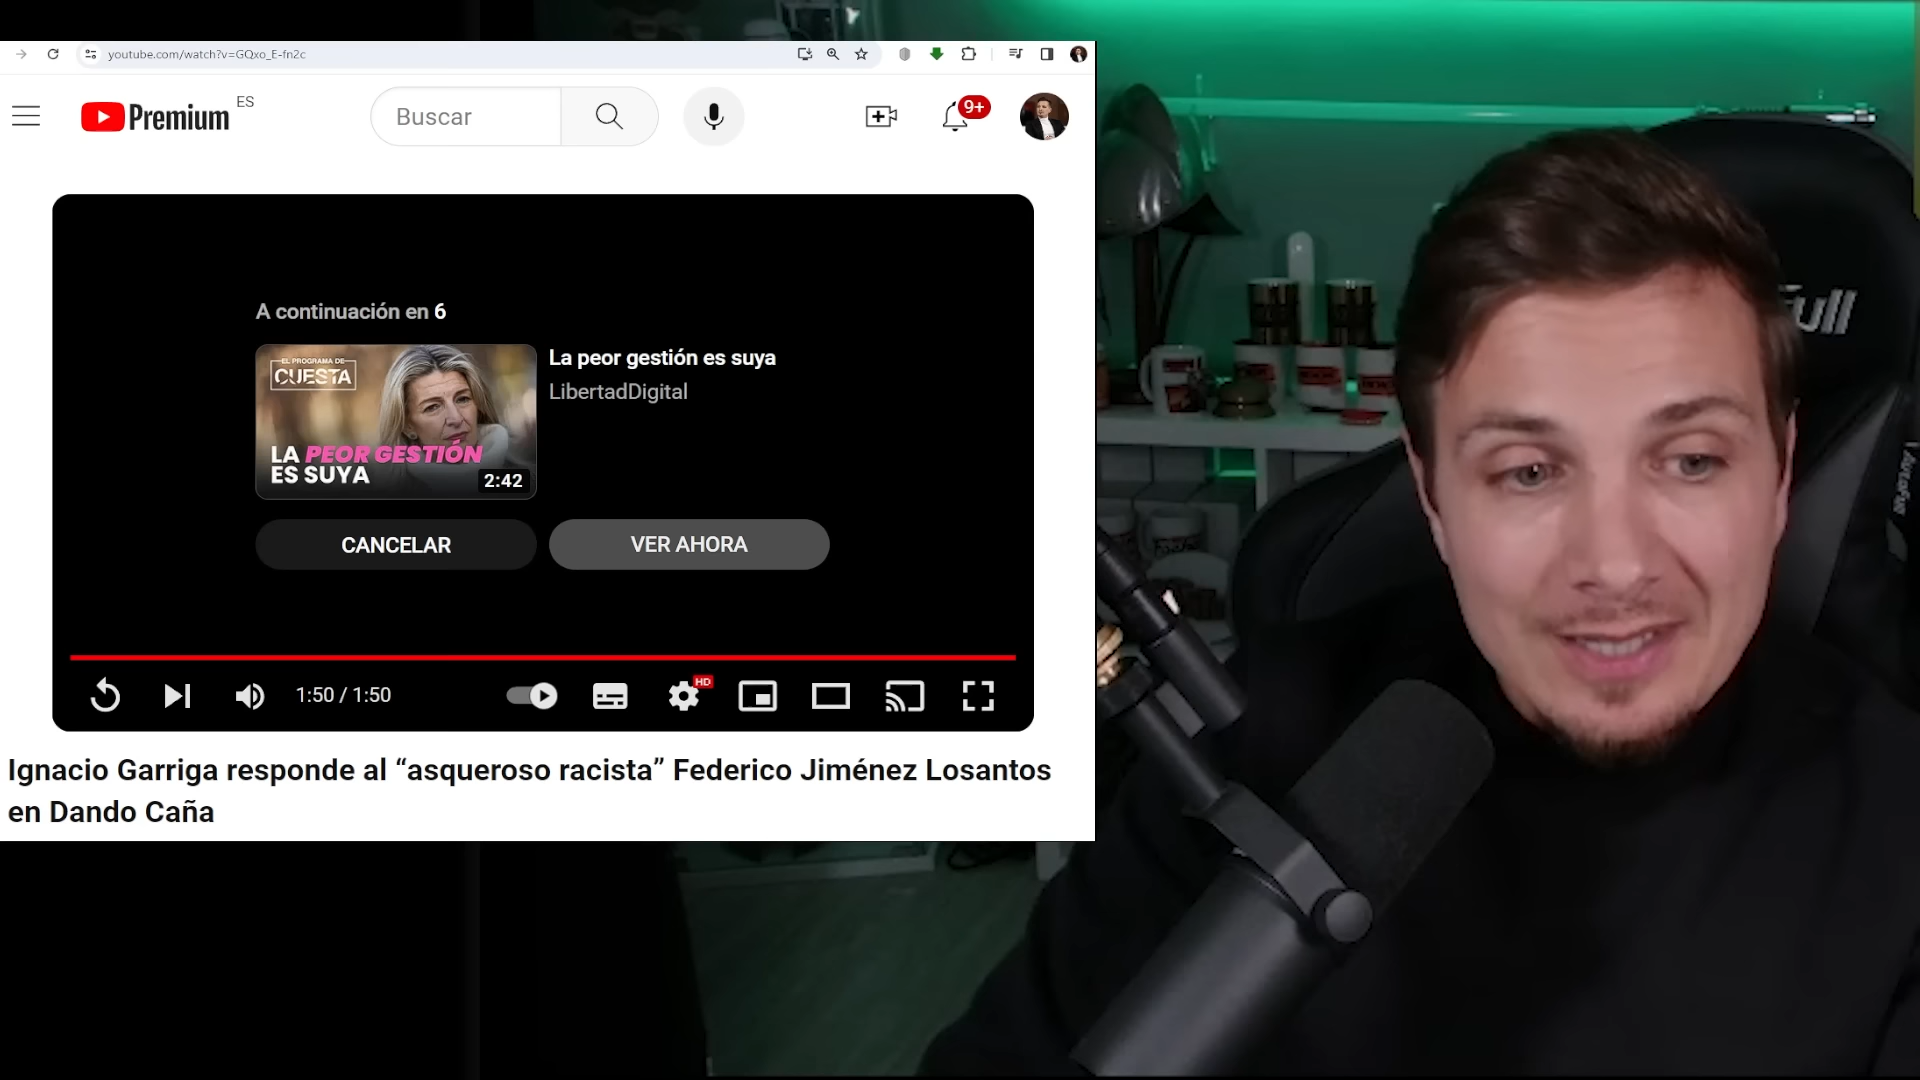 youtube.com/watch?v=GQxo_E-fn2c
Premium
ES
Buscar
9+
A continuación en 6
EL PROGRAMA DE
CUESTA
LA PEOR GESTIÓN
ES SUYA
2:42
La peor gestión es suya
LibertadDigital
CANCELAR
VER AHORA
1:50 / 1:50
HD
Ignacio Garriga responde al “asqueroso racista” Federico Jiménez Losantos
en Dando Caña